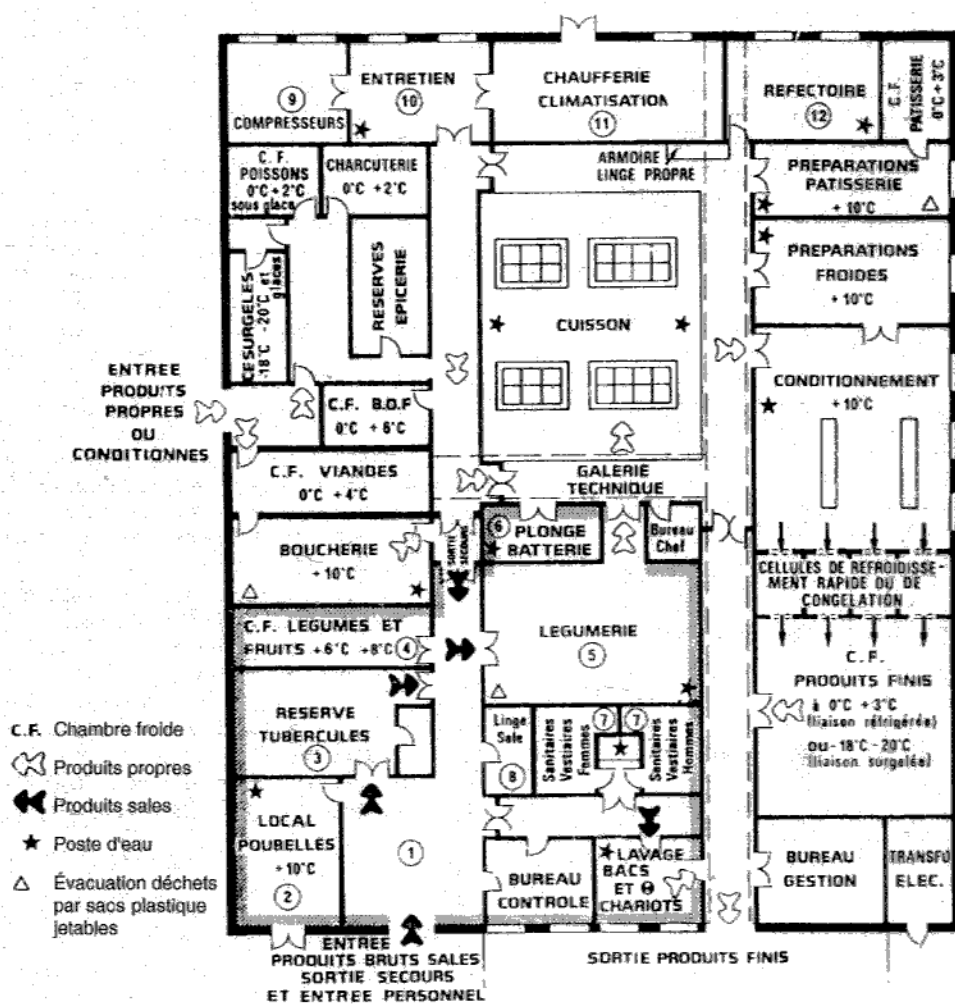 9
COMPRESSEURS
ENTRETIEN
10
CHAUFFERIE
CLIMATISATION
11
REFECTOIRE
12
C.F.
PATISSERIE
0°C + 3°C
C. F.
POISSONS
0°C + 2°C
sous glace
CHARCUTERIE
0°C + 2°C
ARMOIRE
LINGE PROPRE
PREPARATIONS
PATISSERIE
+ 10°C
PREPARATIONS
FROIDES
+ 10°C
CESURGELES
-18°C -20°C et
glaces
RESERVES
EPICERIE
CUISSON
ENTREE
PRODUITS
PROPRES
OU
CONDITIONNES
C.F. B.O.F
0°C + 6°C
CONDITIONNEMENT
+ 10°C
C.F. VIANDES
0°C + 4°C
GALERIE
TECHNIQUE
BOUCHERIE
+ 10°C
SORTIE
SECOURS
6
PLONGE
BATTERIE
Bureau
Chef
CELLULES DE REFROIDISSE-
MENT RAPIDE OU DE
CONGELATION
C.F. LEGUMES ET
FRUITS +6°C +8°C 4
LEGUMERIE
5
C.F.
PRODUITS FINIS
à 0°C + 3°C
(liaison réfrigérée)
ou -18°C -20°C
(liaison surgelée)
RESERVE
TUBERCULES
3
Linge
Sale
8
Sanitaires
Vestiaires
Femmes
7
7
Sanitaires
Vestiaires
Hommes
C.F. Chambre froide
Produits propres
Produits sales
Poste d'eau
Évacuation déchets
par sacs plastique
jetables
LOCAL
POUBELLES
+ 10°C
2
1
BUREAU
CONTROLE
LAVAGE
BACS
ET
CHARIOTS
BUREAU
GESTION
TRANSFO
ELEC.
ENTREE
PRODUITS BRUTS SALES
SORTIE SECOURS
ET ENTREE PERSONNEL
SORTIE PRODUITS FINIS